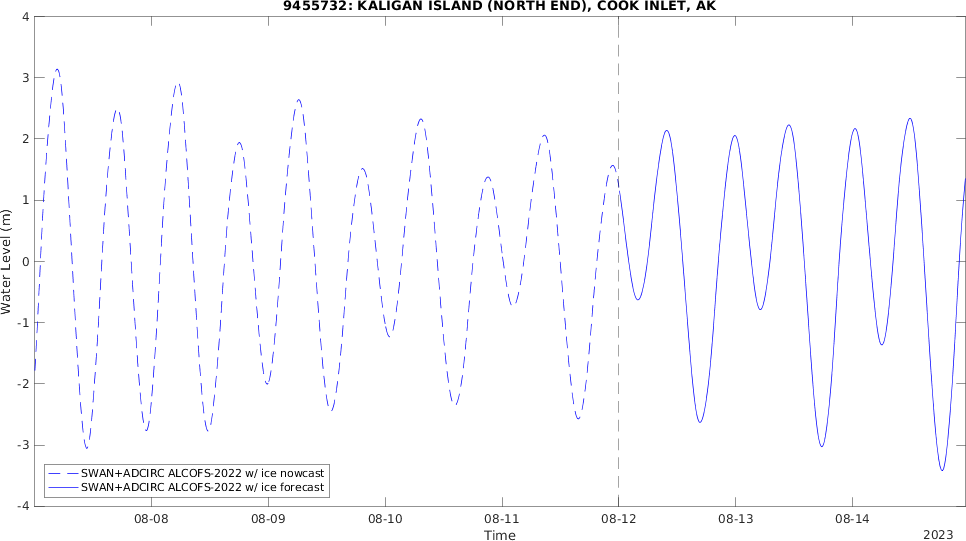 9455732: KALIGAN ISLAND (NORTH END), COOK INLET, AK
4
3
2
1
0
-1
-2
-3
-4
Water Level (m)
SWAN+ADCIRC ALCOFS-2022 w/ ice nowcast
SWAN+ADCIRC ALCOFS-2022 w/ ice forecast
08-08 08-09 08-10 08-11 08-12 08-13 08-14
Time
2023